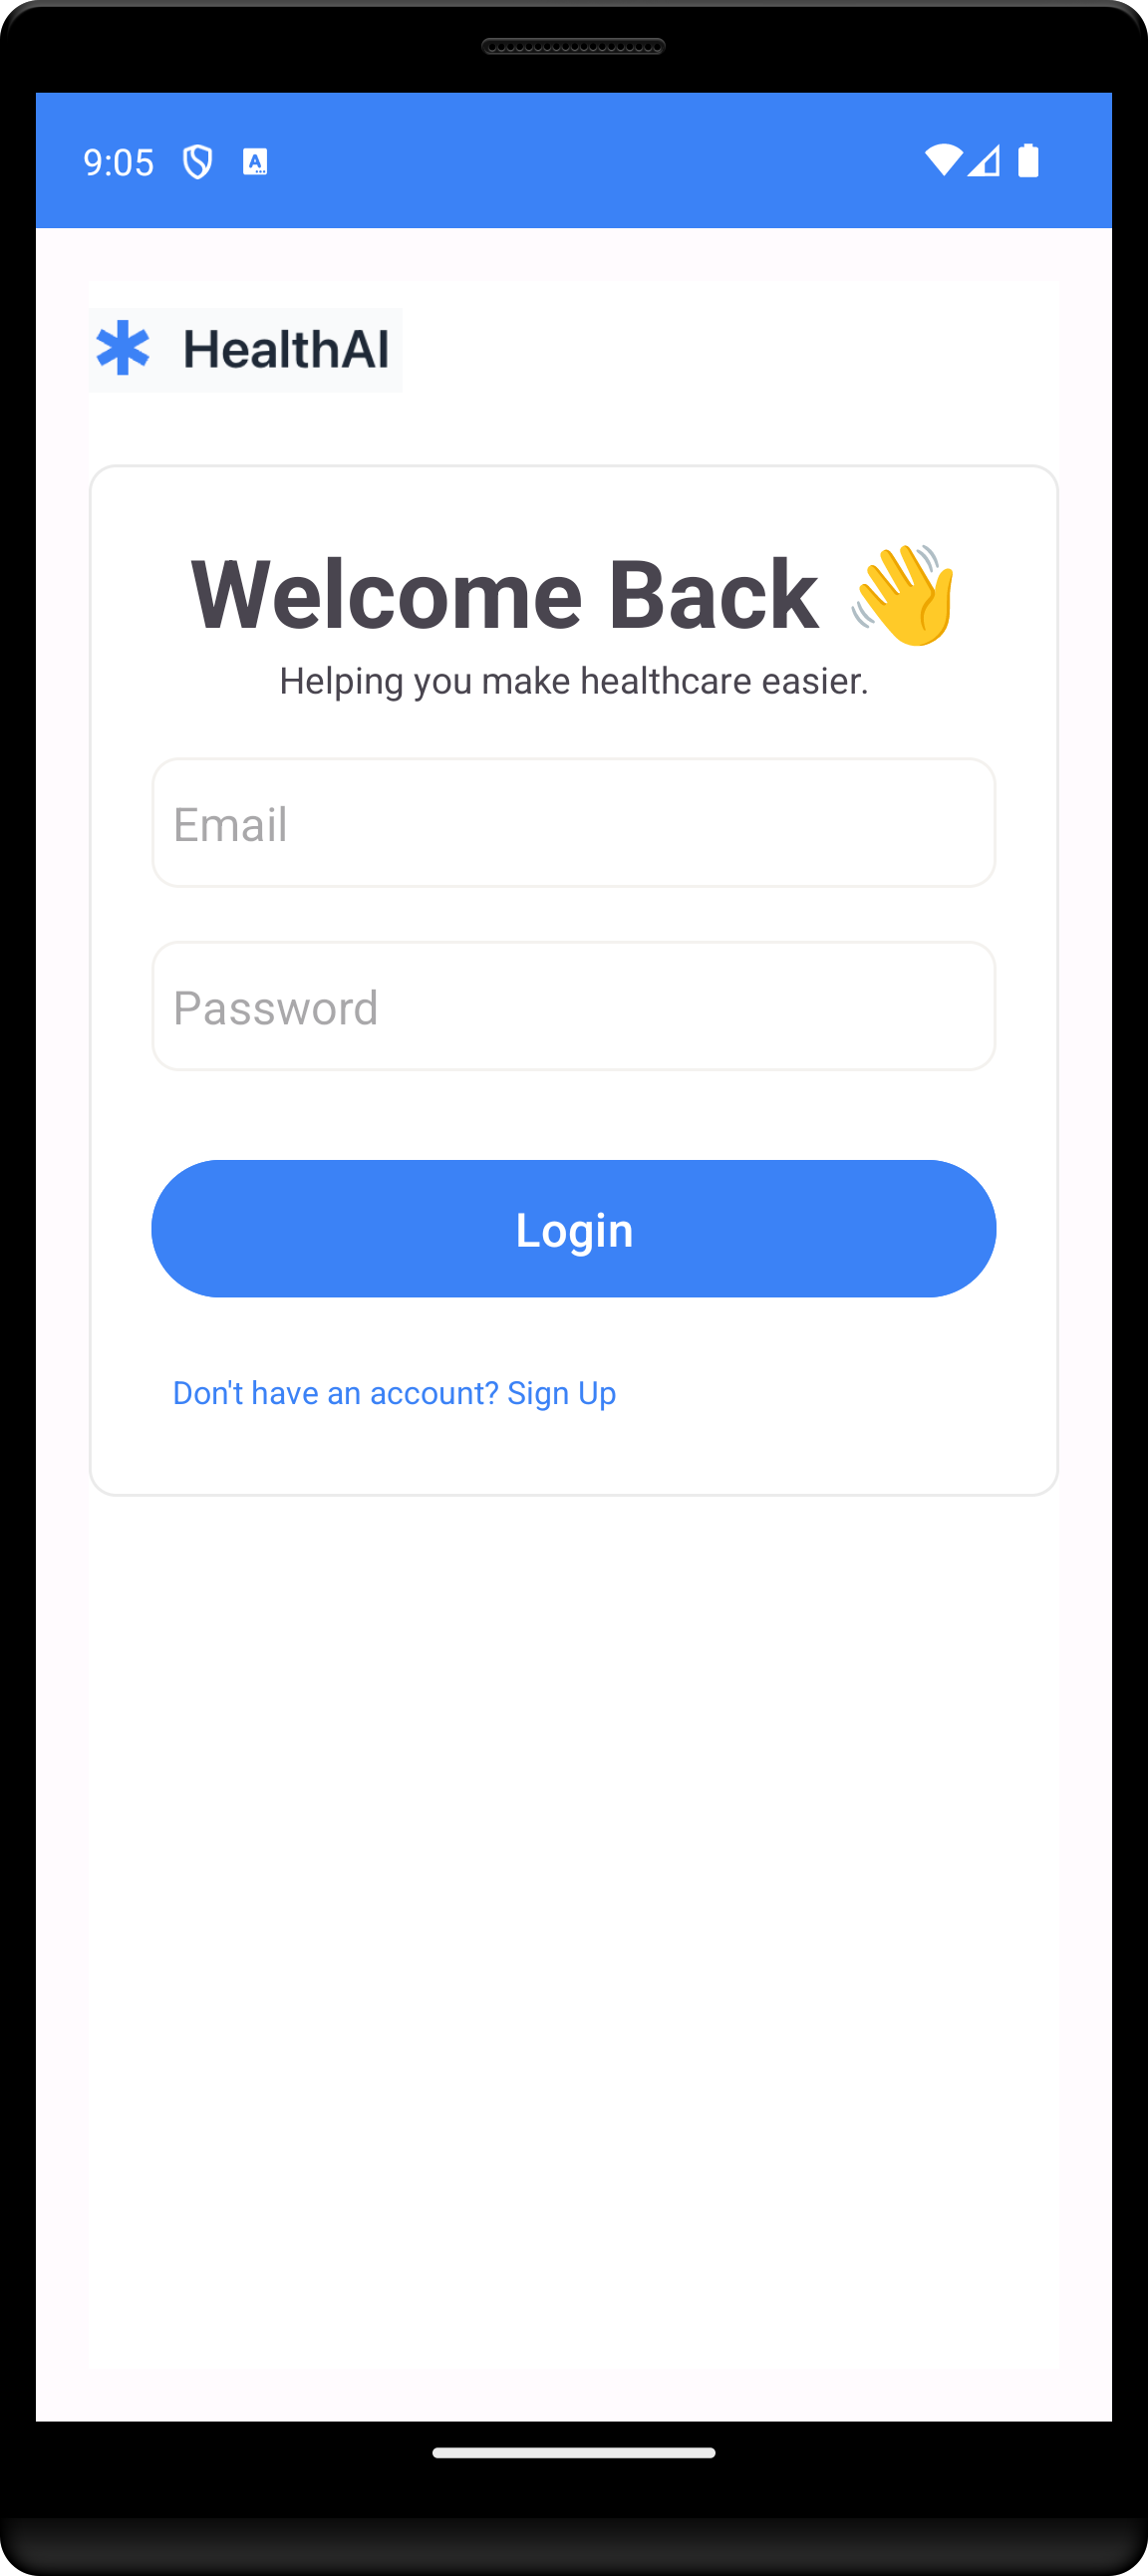 9:05
HealthAI
Welcome Back 👋
Helping you make healthcare easier.
Email
Password
Login
Don't have an account? Sign Up